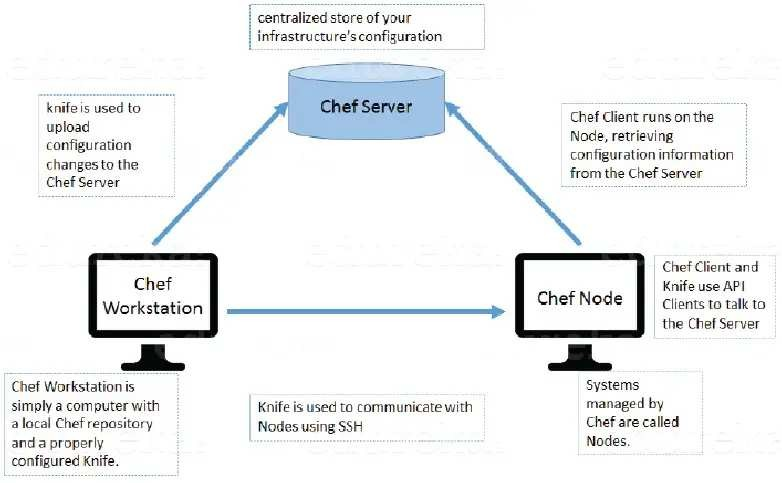 centralized store of your
infrastructure's configuration
Chef Server
knife is used to
upload
configuration
changes to the
Chef Server
Chef Client runs on the
Node, retrieving
configuration information
from the Chef Server
Chef
Workstation
Chef Node
Chef Client and
Knife use API
Clients to talk to
the Chef Server
Chef Workstation is
simply a computer with
a local Chef repository
and a properly
configured Knife.
Knife is used to communicate with
Nodes using SSH
Systems
managed by
Chef are called
Nodes.